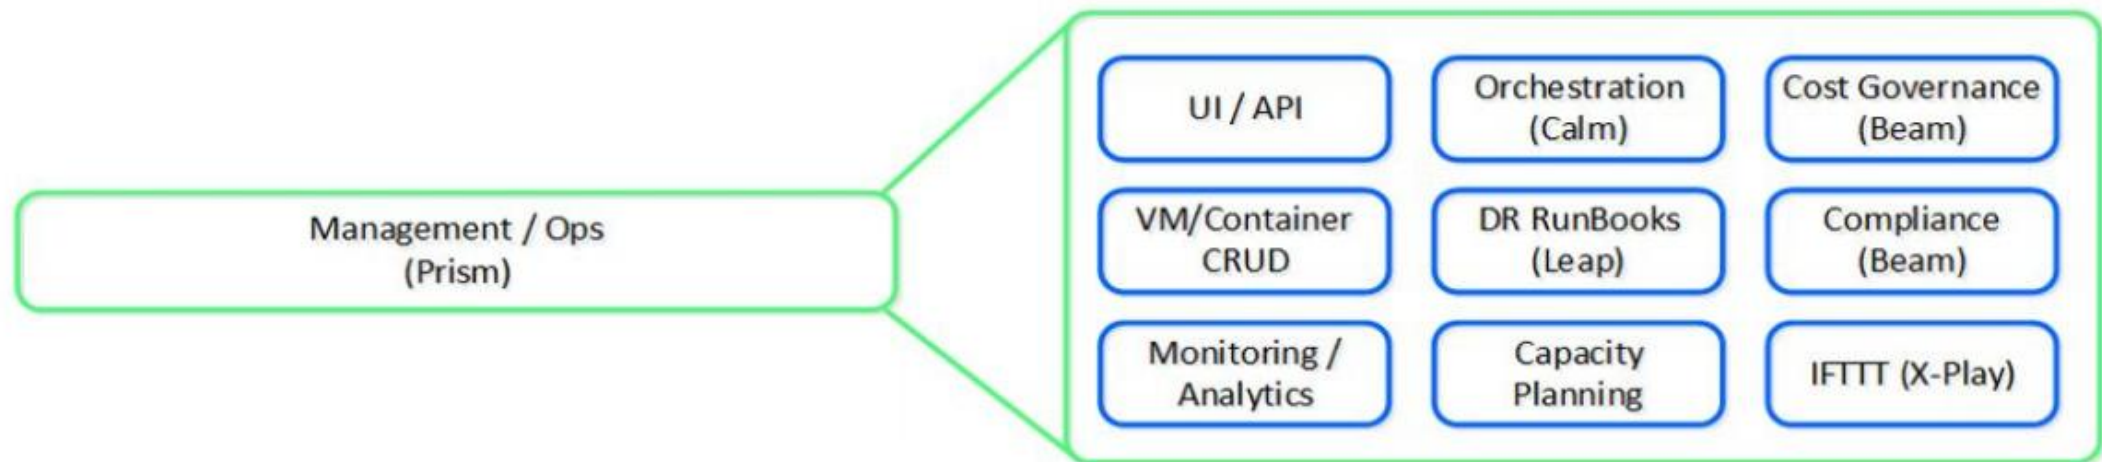 Management / Ops
(Prism)
UI / API
Orchestration
(Calm)
Cost Governance
(Beam)
VM/Container
CRUD
DR RunBooks
(Leap)
Compliance
(Beam)
Monitoring /
Analytics
Capacity
Planning
IFTTT (X-Play)